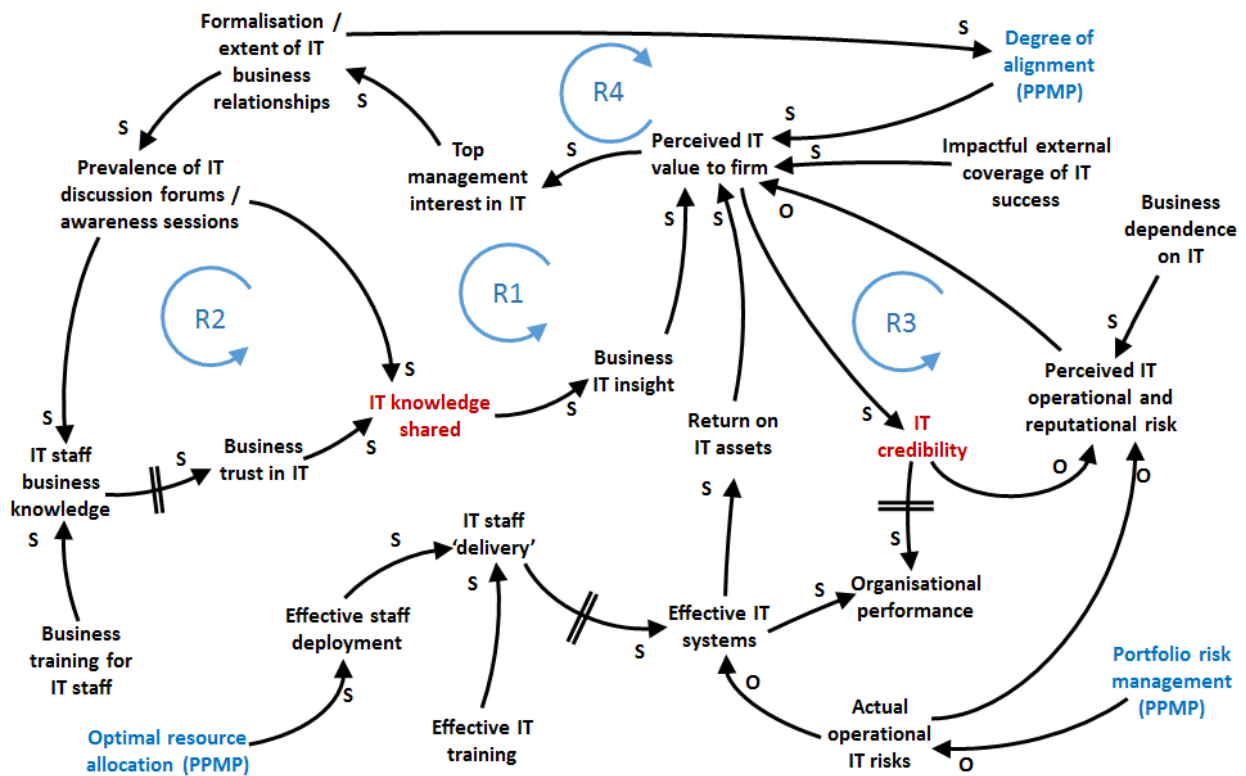 Formalisation /
extent of IT
business
relationships
S
Degree of
alignment
(PPMP)
R4
S
S
S
Perceived IT
value to firm
S
S
Impactful external
coverage of IT
success
Top
management
interest in IT
Prevalence of IT
discussion forums /
awareness sessions
O
S
S
Business
dependence
on IT
R1
R2
R3
S
Business
IT insight
S
Perceived IT
operational and
reputational risk
S
IT knowledge
shared
S
S
Return on
IT assets
S
IT
credibility
S
IT staff
business
knowledge
S
Business
trust in IT
O
O
S
S
IT staff
'delivery'
S
S
S
Effective staff
deployment
Effective IT
systems
S
Organisational
performance
S
Business
training for
IT staff
S
O
Portfolio risk
management
(PPMP)
Optimal resource
allocation (PPMP)
Effective IT
training
Actual
operational
IT risks
O